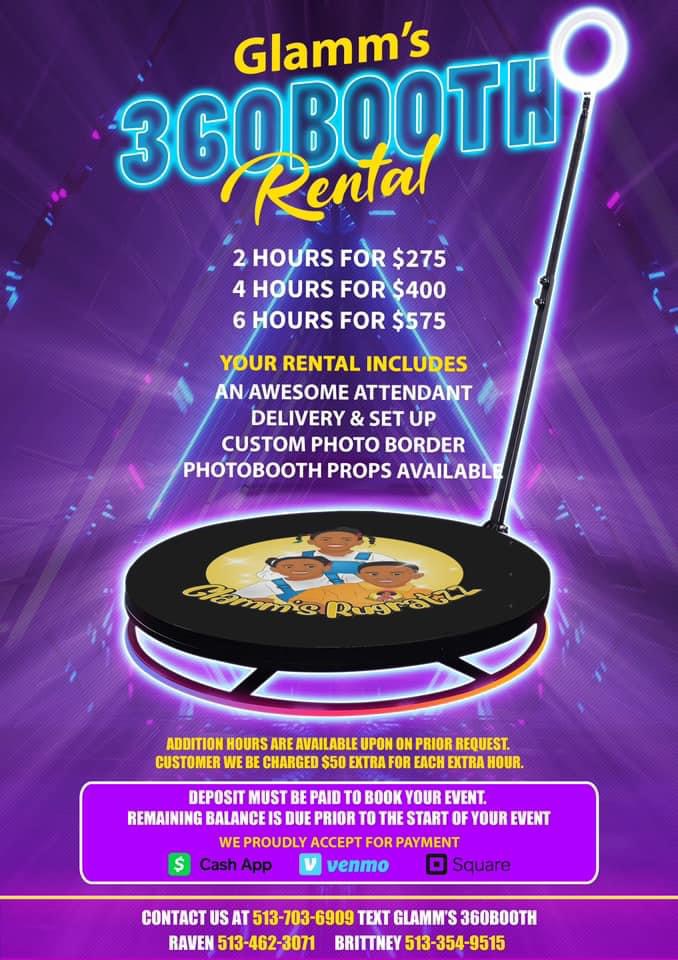 Glamm's
360BOOTH
Rental
2 HOURS FOR $275
4 HOURS FOR $400
6 HOURS FOR $575
YOUR RENTAL INCLUDES
AN AWESOME ATTENDANT
DELIVERY & SET UP
CUSTOM PHOTO BORDER
PHOTOBOOTH PROPS AVAILABLE
Glamm's Rugratzz
ADDITION HOURS ARE AVAILABLE UPON ON PRIOR REQUEST.
CUSTOMER WE BE CHARGED $50 EXTRA FOR EACH EXTRA HOUR.
DEPOSIT MUST BE PAID TO BOOK YOUR EVENT.
REMAINING BALANCE IS DUE PRIOR TO THE START OF YOUR EVENT
WE PROUDLY ACCEPT FOR PAYMENT
$ Cash App V venmo Square
CONTACT US AT 513-703-6909 TEXT GLAMM'S 360BOOTH
RAVEN 513-462-3071 BRITTNEY 513-354-9515